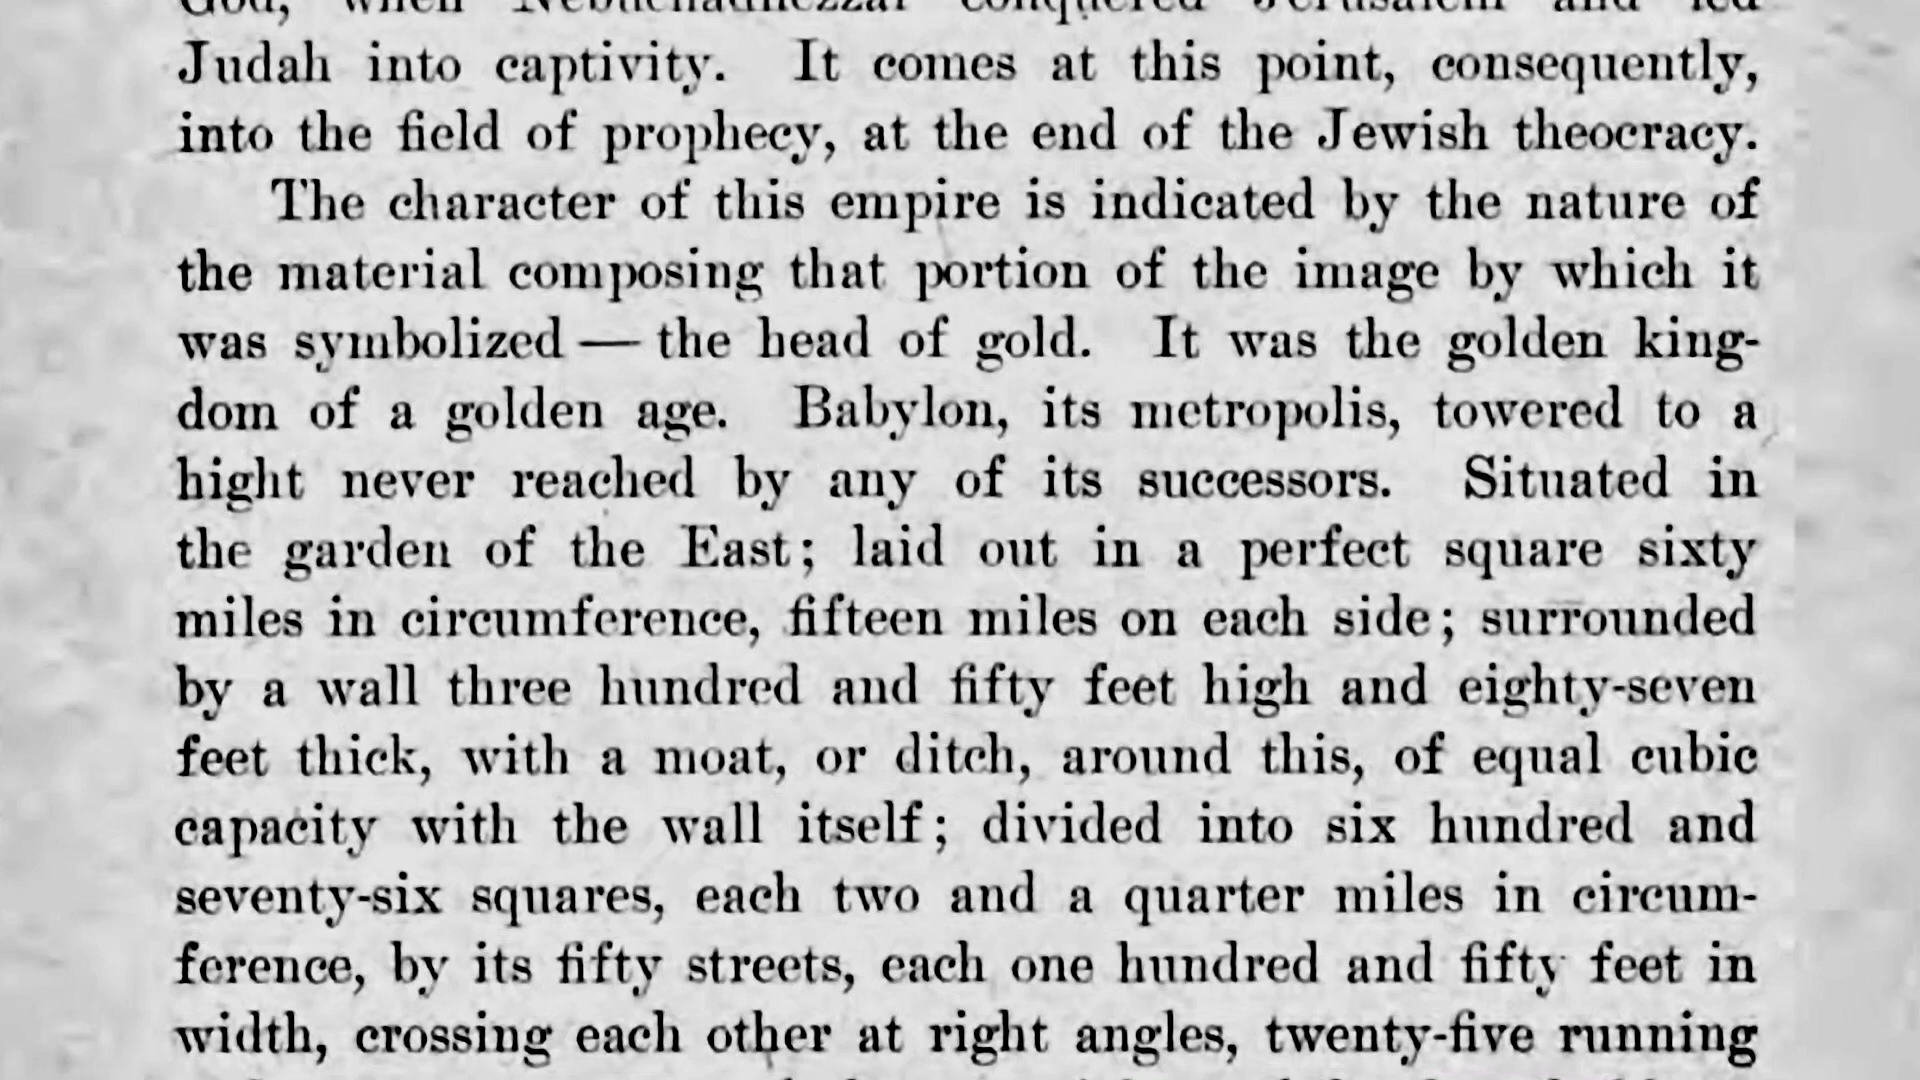 God, when Nebuchadnezzar conquered Jerusalem and led
Judah into captivity. It comes at this point, consequently,
into the field of prophecy, at the end of the Jewish theocracy.
The character of this empire is indicated by the nature of
the material composing that portion of the image by which it
was symbolized — the head of gold. It was the golden king-
dom of a golden age. Babylon, its metropolis, towered to a
hight never reached by any of its successors. Situated in
the garden of the East; laid out in a perfect square sixty
miles in circumference, fifteen miles on each side; surrounded
by a wall three hundred and fifty feet high and eighty-seven
feet thick, with a moat, or ditch, around this, of equal cubic
capacity with the wall itself; divided into six hundred and
seventy-six squares, each two and a quarter miles in circum-
ference, by its fifty streets, each one hundred and fifty feet in
width, crossing each other at right angles, twenty-five running